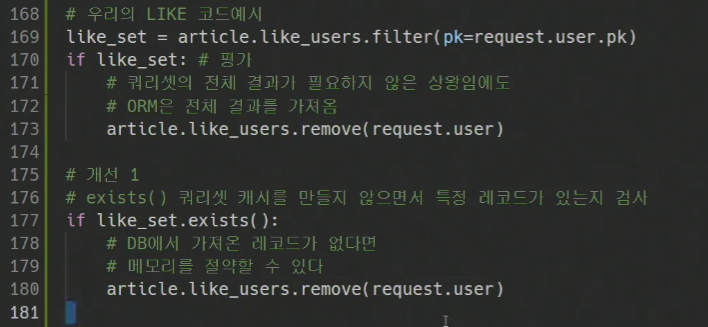 168 # 우리의 LIKE 코드예시
169 like_set = article.like_users.filter(pk=request.user.pk)
170 if like_set: # 평가
171 # 쿼리셋의 전체 결과가 필요하지 않은 상왕임에도
172 # ORM은 전체 결과를 가져옴
173 article.like_users.remove(request.user)
174
175 # 개선 1
176 # exists() 쿼리셋 캐시를 만들지 않으면서 특정 레코드가 있는지 검사
177 if like_set.exists():
178 # DB에서 가져온 레코드가 없다면
179 # 메모리를 절약할 수 있다
180 article.like_users.remove(request.user)
181